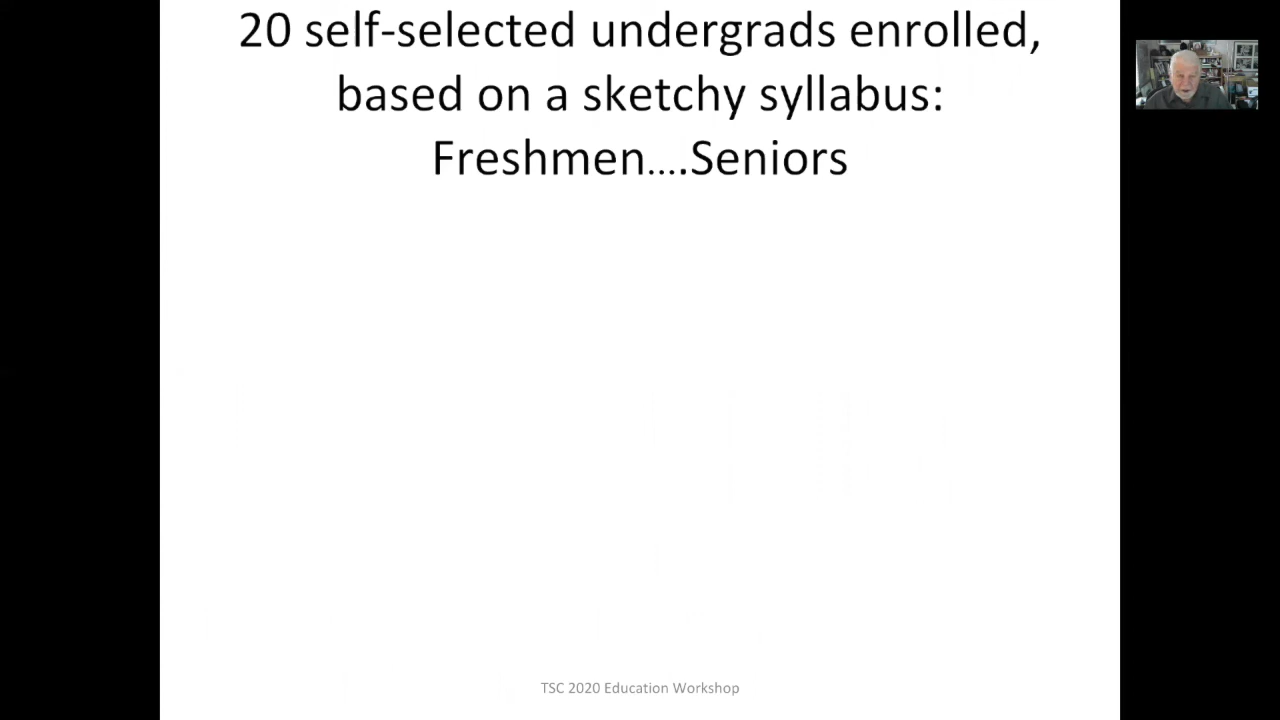 20 self-selected undergrads enrolled,
based on a sketchy syllabus:
Freshmen....Seniors
TSC 2020 Education Workshop